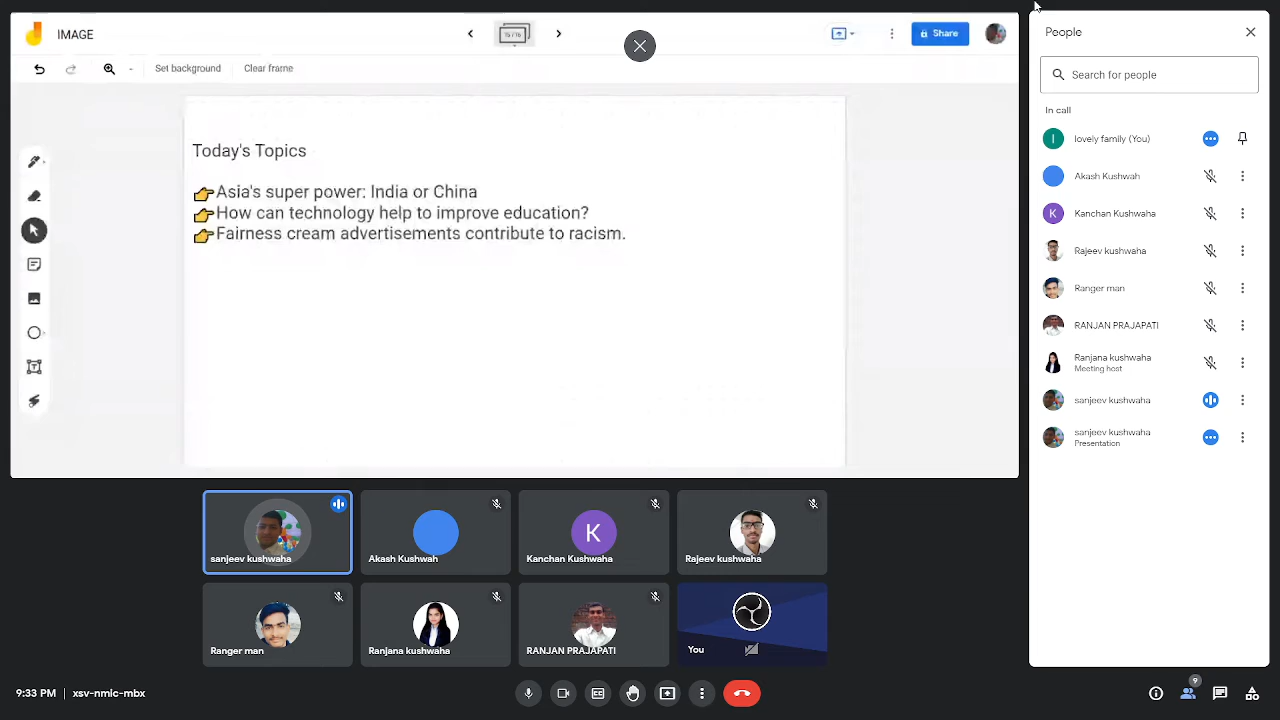 IMAGE
15 / 16
Share
Set background
Clear frame
Today's Topics
👉Asia's super power: India or China
👉How can technology help to improve education?
👉Fairness cream advertisements contribute to racism.
sanjeev kushwaha
Akash Kushwah
K
Kanchan Kushwaha
Rajeev kushwaha
Ranger man
Ranjana kushwaha
RANJAN PRAJAPATI
You
People
Search for people
In call
lovely family (You)
Akash Kushwah
K
Kanchan Kushwaha
Rajeev kushwaha
Ranger man
RANJAN PRAJAPATI
Ranjana kushwaha
Meeting host
sanjeev kushwaha
sanjeev kushwaha
Presentation
9:33 PM | xsv-nmic-mbx
9